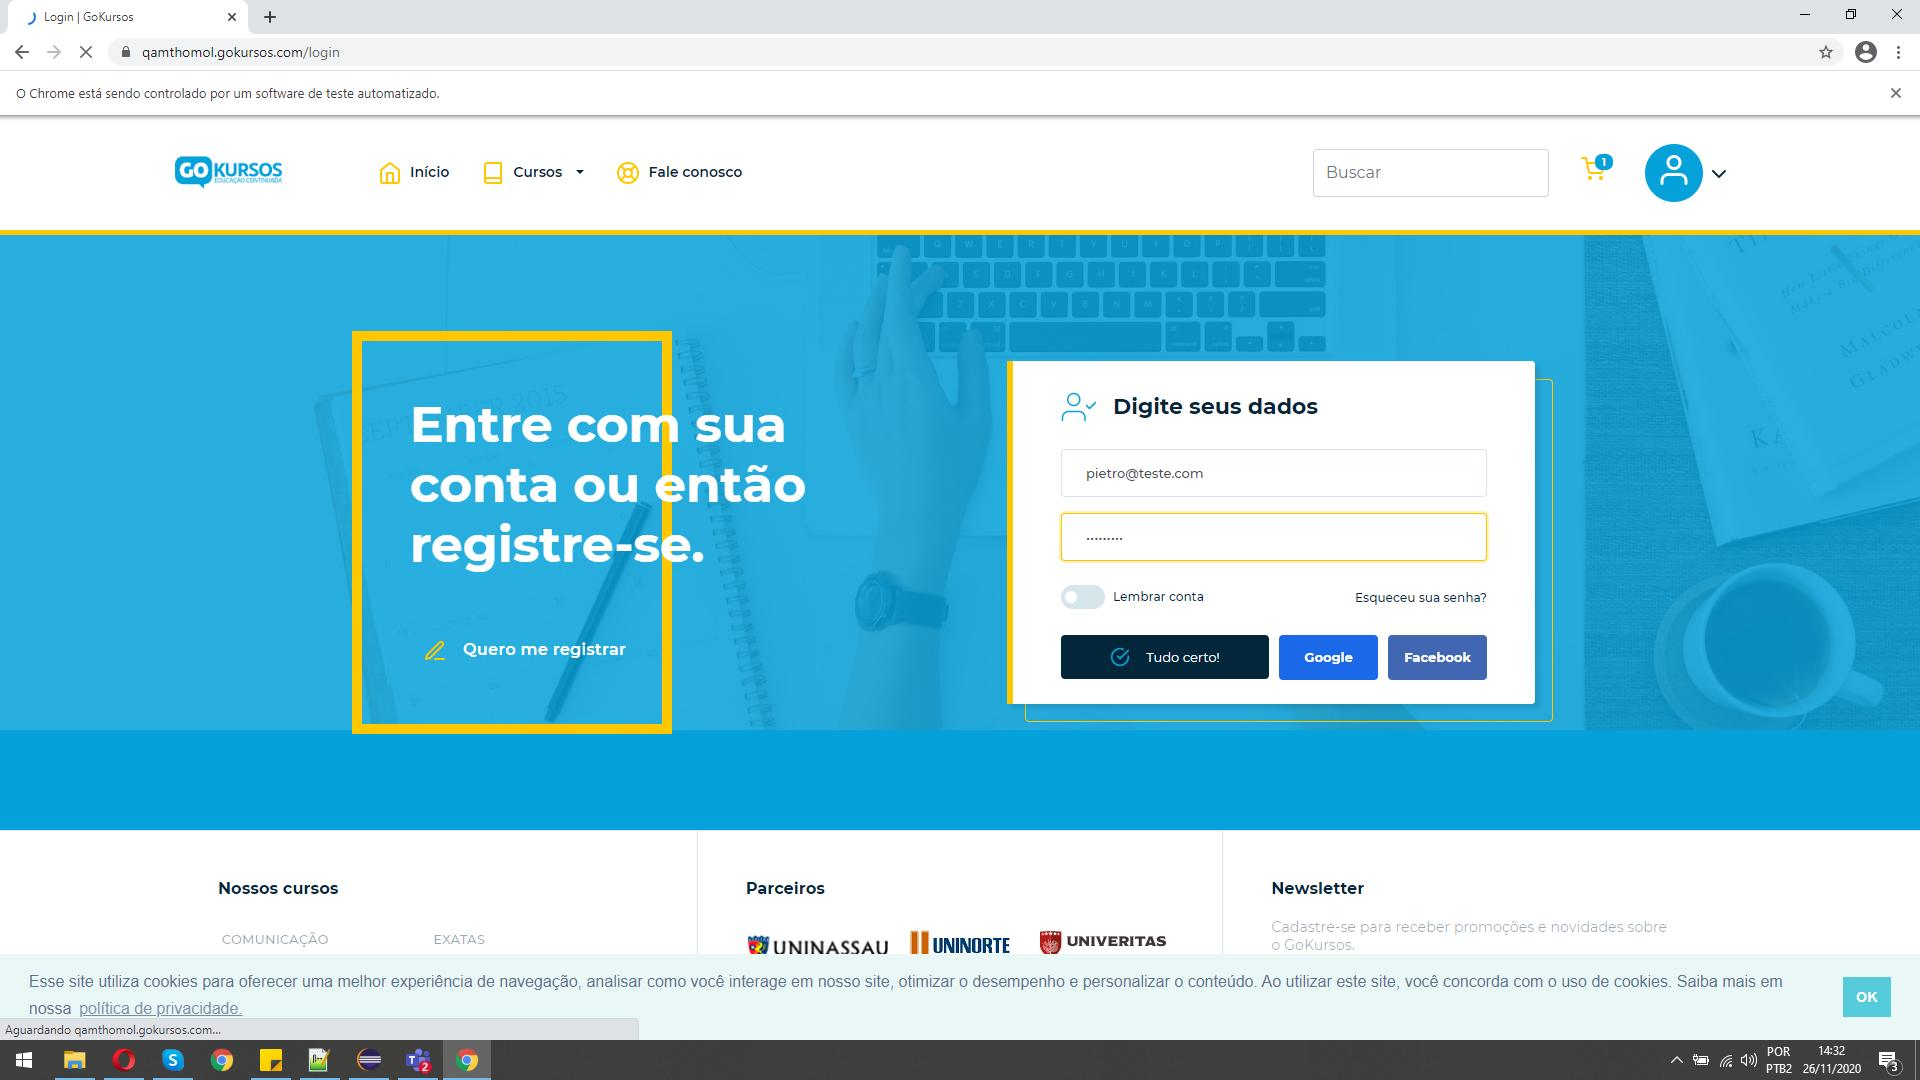 Login | GoKursos
qamthomol.gokursos.com/login
O Chrome está sendo controlado por um software de teste automatizado.
GOKURSOS
EDUCAÇÃO CONTINUADA
Início
Cursos
Fale conosco
Buscar
1
Entre com sua
conta ou então
registre-se.
Quero me registrar
Digite seus dados
pietro@teste.com
·········
Lembrar conta
Esqueceu sua senha?
Tudo certo!
Google
Facebook
Nossos cursos
COMUNICAÇÃO
EXATAS
Parceiros
UNINASSAU
UNINORTE
UNIVERITAS
Newsletter
Cadastre-se para receber promoções e novidades sobre
o GoKursos.
Esse site utiliza cookies para oferecer uma melhor experiência de navegação, analisar como você interage em nosso site, otimizar o desempenho e personalizar o conteúdo. Ao utilizar este site, você concorda com o uso de cookies. Saiba mais em
nossa política de privacidade.
OK
Aguardando qamthomol.gokursos.com...
2
POR
PTB2
14:32
26/11/2020
3